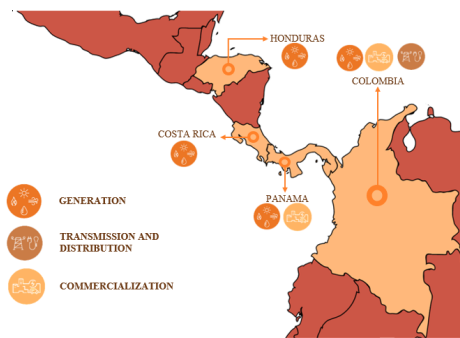 HONDURAS
COLOMBIA
COSTA RICA
PANAMA
GENERATION
TRANSMISSION AND
DISTRIBUTION
COMMERCIALIZATION